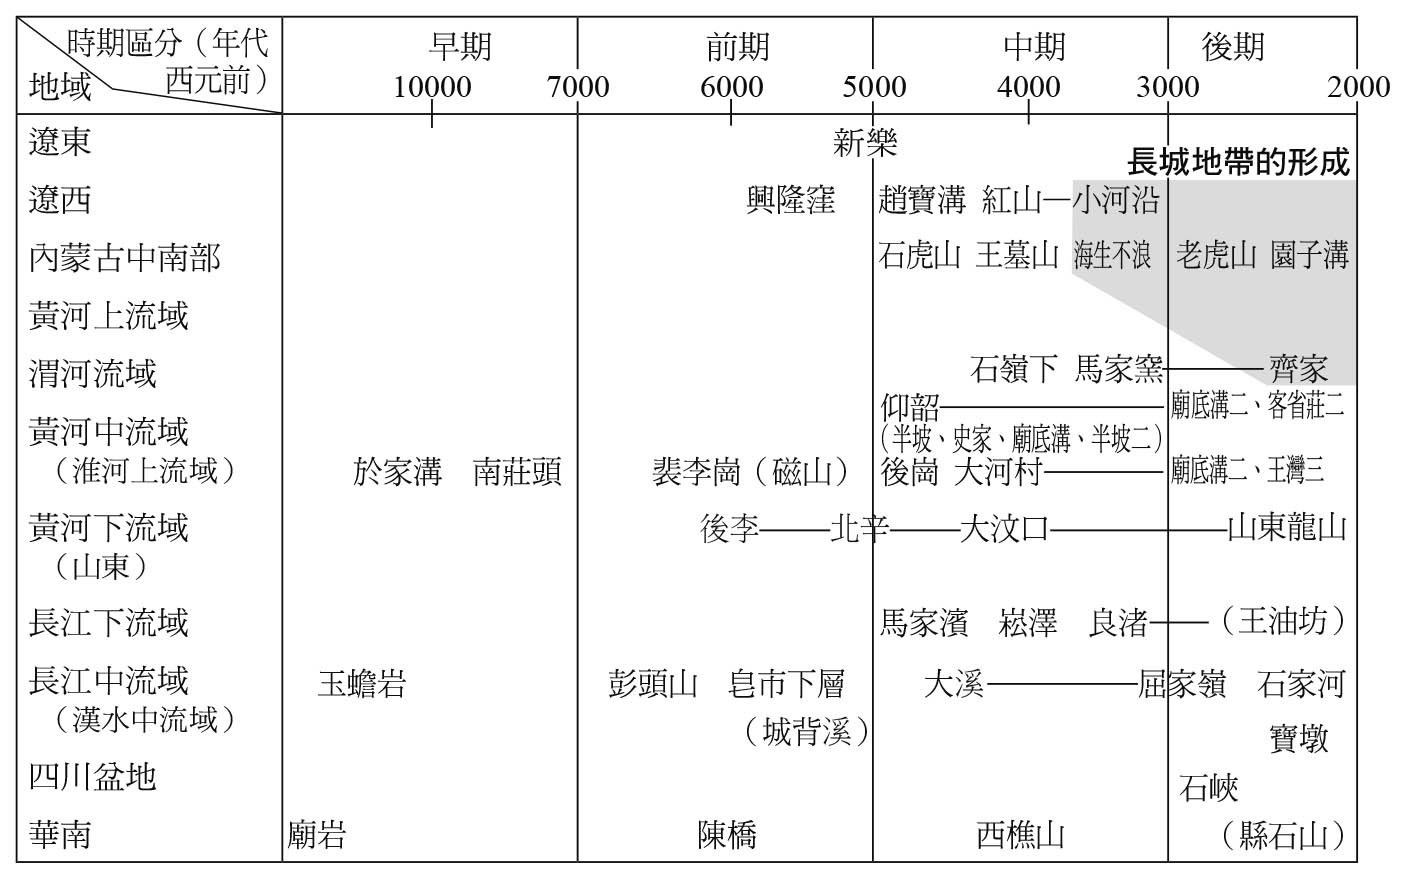 時期區分（年代
西元前）
地域
早期 前期 中期 後期
10000 7000 6000 5000 4000 3000 2000
遼東 新樂
長城地帶的形成
遼西 興隆窪 趙寶溝 紅山—小河沿
內蒙古中南部 石虎山 王墓山 海生不浪 老虎山 園子溝
黃河上流域
渭河流域 石嶺下 馬家窯——齊家
仰韶——廟底溝二、客省莊二
黃河中流域 （半坡、史家、廟底溝、半坡二）
（淮河上流域） 於家溝 南莊頭 裴李崗（磁山） 後崗 大河村——廟底溝二、王灣三
黃河下流域 後李——北辛——大汶口——山東龍山
（山東）
長江下流域 馬家濱 崧澤 良渚——（王油坊）
長江中流域 玉蟾岩 彭頭山 皂市下層 大溪——屈家嶺 石家河
（漢水中流域） （城背溪） 寶墩
四川盆地 石峽
華南 廟岩 陳橋 西樵山 （縣石山）